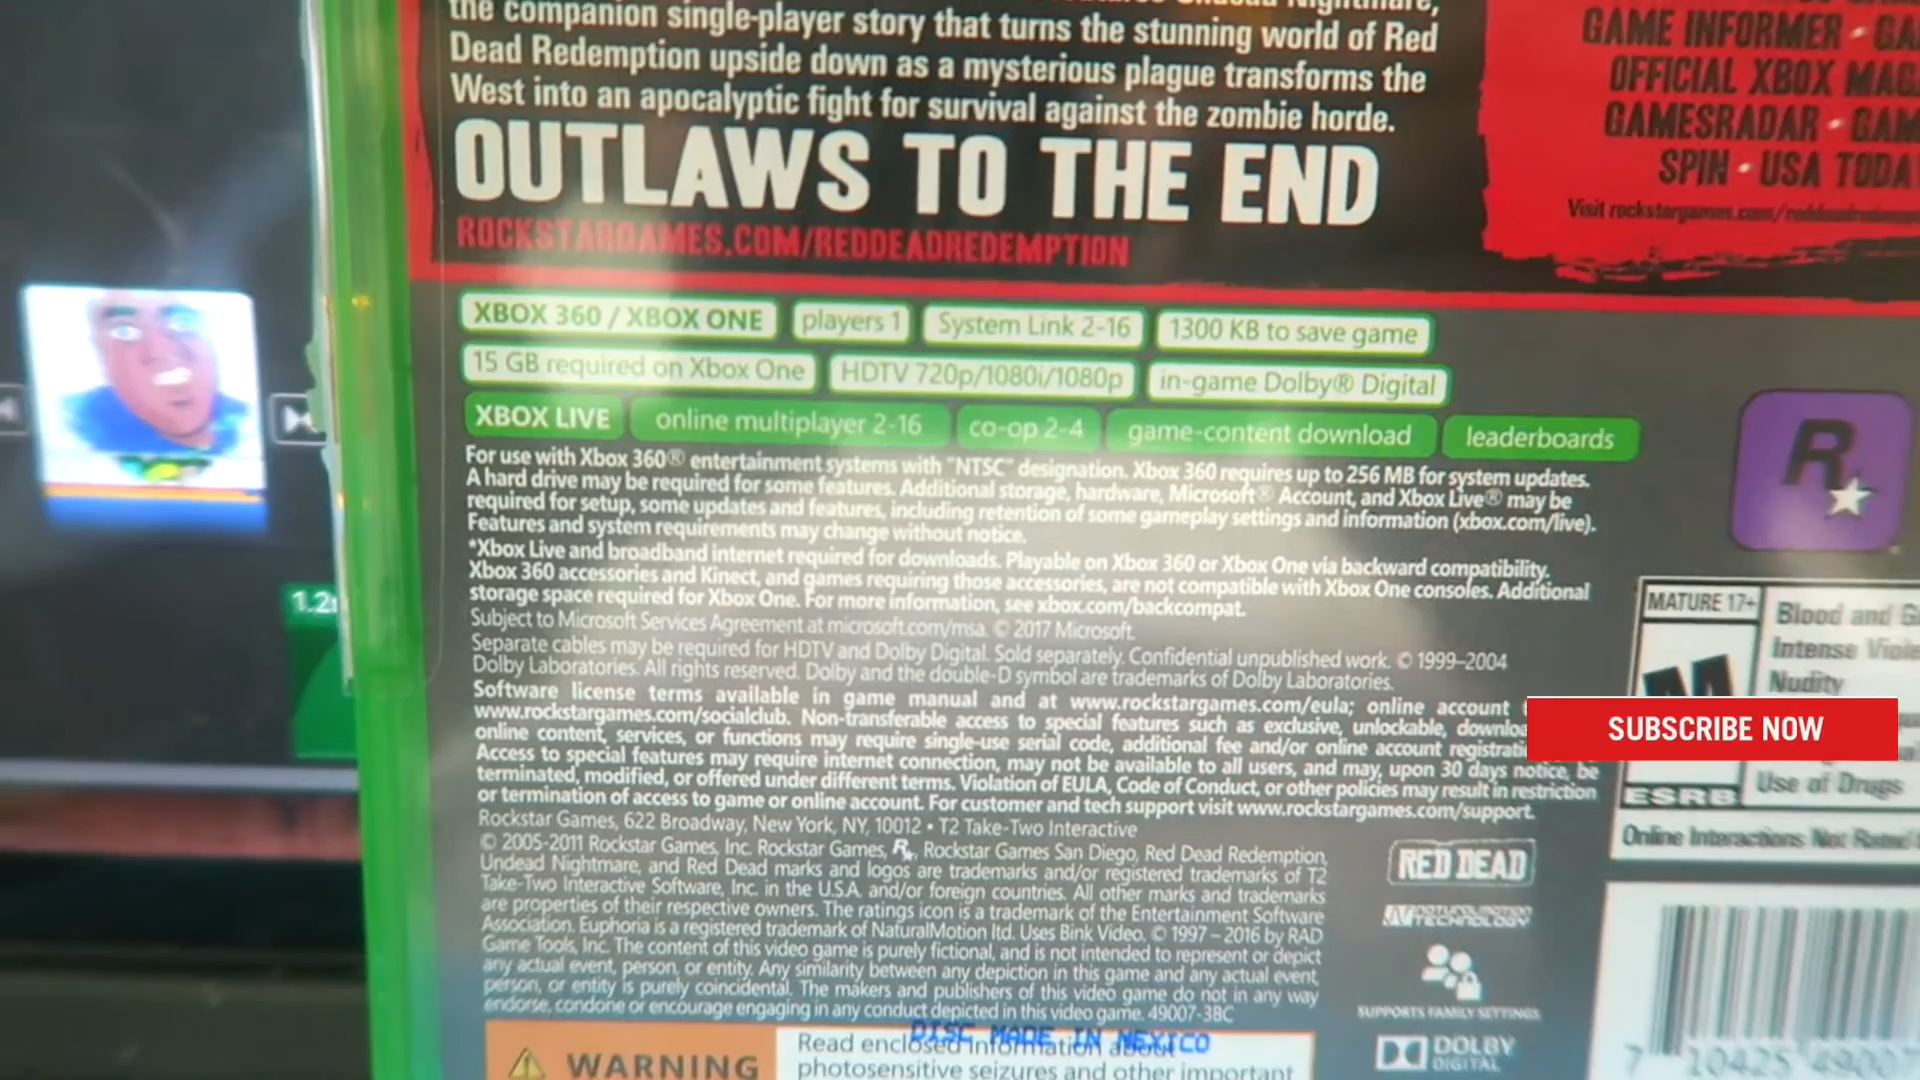 the companion single-player story that turns the stunning world of Red
Dead Redemption upside down as a mysterious plague transforms the
West into an apocalyptic fight for survival against the zombie horde.
OUTLAWS TO THE END
ROCKSTARGAMES.COM/REDDEADREDEMPTION
GAME INFORMER • GA
OFFICIAL XBOX MAG
GAMESRADAR • GAM
SPIN • USA TODA
Visit rockstargames.com/
XBOX 360 / XBOX ONE players 1 System Link 2-16 1300 KB to save game
15 GB required on Xbox One HDTV 720p/1080i/1080p in-game Dolby® Digital
XBOX LIVE online multiplayer 2-16 co-op 2-4 game-content download leaderboards
For use with Xbox 360® entertainment systems with "NTSC" designation. Xbox 360 requires up to 256 MB for system updates.
A hard drive may be required for some features. Additional storage, hardware, Microsoft® Account, and Xbox Live® may be
required for setup, some updates and features, including retention of some gameplay settings and information (xbox.com/live).
Features and system requirements may change without notice.
*Xbox Live and broadband internet required for downloads. Playable on Xbox 360 or Xbox One via backward compatibility.
Xbox 360 accessories and Kinect, and games requiring those accessories, are not compatible with Xbox One consoles. Additional
storage space required for Xbox One. For more information, see xbox.com/backcompat.
Subject to Microsoft Services Agreement at microsoft.com/msa. © 2017 Microsoft.
Separate cables may be required for HDTV and Dolby Digital. Sold separately. Confidential unpublished work. © 1999–2004
Dolby Laboratories. All rights reserved. Dolby and the double-D symbol are trademarks of Dolby Laboratories.
Software license terms available in game manual and at www.rockstargames.com/eula; online account
www.rockstargames.com/socialclub. Non-transferable access to special features such as exclusive, unlockable, downloa
online content, services, or functions may require single-use serial code, additional fee and/or online account registrati
Access to special features may require internet connection, may not be available to all users, and may, upon 30 days notice, be
terminated, modified, or offered under different terms. Violation of EULA, Code of Conduct, or other policies may result in restriction
or termination of access to game or online account. For customer and tech support visit www.rockstargames.com/support.
Rockstar Games, 622 Broadway, New York, NY, 10012 • T2 Take-Two Interactive
© 2005-2011 Rockstar Games, Inc. Rockstar Games, R, Rockstar Games San Diego, Red Dead Redemption,
Undead Nightmare, and Red Dead marks and logos are trademarks and/or registered trademarks of T2
Take-Two Interactive Software, Inc. in the U.S.A. and/or foreign countries. All other marks and trademarks
are properties of their respective owners. The ratings icon is a trademark of the Entertainment Software
Association. Euphoria is a registered trademark of NaturalMotion ltd. Uses Bink Video. © 1997 – 2016 by RAD
Game Tools, Inc. The content of this video game is purely fictional, and is not intended to represent or depict
any actual event, person, or entity. Any similarity between any depiction in this game and any actual event,
person, or entity is purely coincidental. The makers and publishers of this video game do not in any way
endorse, condone or encourage engaging in any conduct depicted in this video game. 49007-3BC
DISC MADE IN MEXICO
WARNING
Read enclosed information about
photosensitive seizures and other important
R
MATURE 17+
M
ESRB
Blood and G
Intense Viole
Nudity
Use of Drugs
Online Interactions Not Rated
SUBSCRIBE NOW
RED DEAD
NATURALMOTION
TECHNOLOGY
SUPPORTS FAMILY SETTINGS
DOLBY
DIGITAL
7 10425 49007
1.2